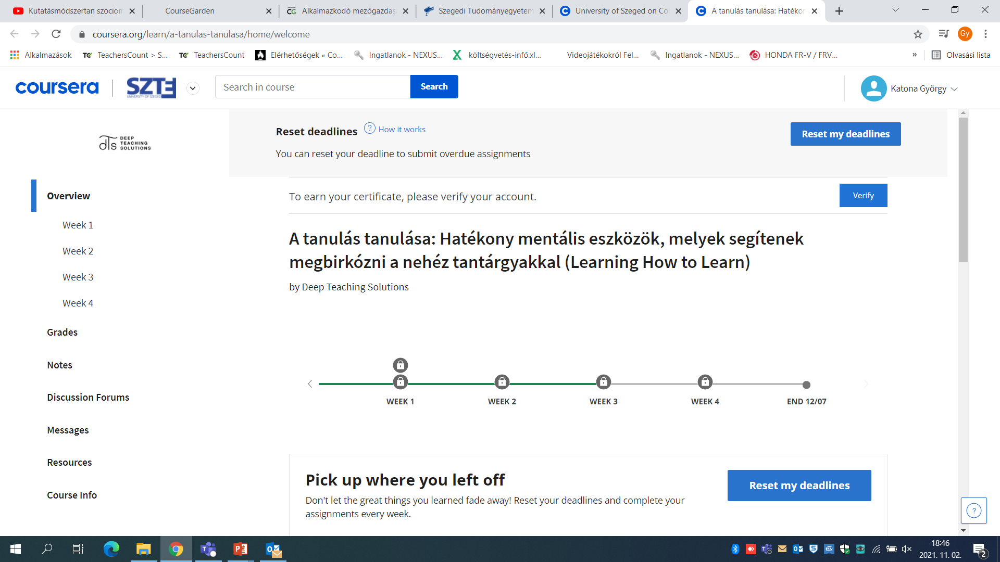 Kutatásmódszertan szociom
CourseGarden
Alkalmazkodó mezőgazdasá
Szegedi Tudományegyetem
University of Szeged on Co
A tanulás tanulása: Hatékon
coursera.org/learn/a-tanulas-tanulasa/home/welcome
Gy
Alkalmazások
TeachersCount > S...
TeachersCount
Elérhetőségek « Co...
Ingatlanok - NEXUS...
költségvetés-infó.xl...
Videojátékokról Fel...
Ingatlanok - NEXUS...
HONDA FR-V / FRV...
»
Olvasási lista
coursera
SZTE
UNIVERSITY OF SZEGED
Search in course
Search
Katona György
dTs DEEP
TEACHING
SOLUTIONS
Reset deadlines
How it works
You can reset your deadline to submit overdue assignments
Reset my deadlines
To earn your certificate, please verify your account.
Verify
Overview
Week 1
Week 2
Week 3
Week 4
Grades
Notes
Discussion Forums
Messages
Resources
Course Info
A tanulás tanulása: Hatékony mentális eszközök, melyek segítenek
megbirkózni a nehéz tantárgyakkal (Learning How to Learn)
by Deep Teaching Solutions
WEEK 1
WEEK 2
WEEK 3
WEEK 4
END 12/07
Pick up where you left off
Don't let the great things you learned fade away! Reset your deadlines and complete your
assignments every week.
Reset my deadlines
?
18:46
2021. 11. 02.
2